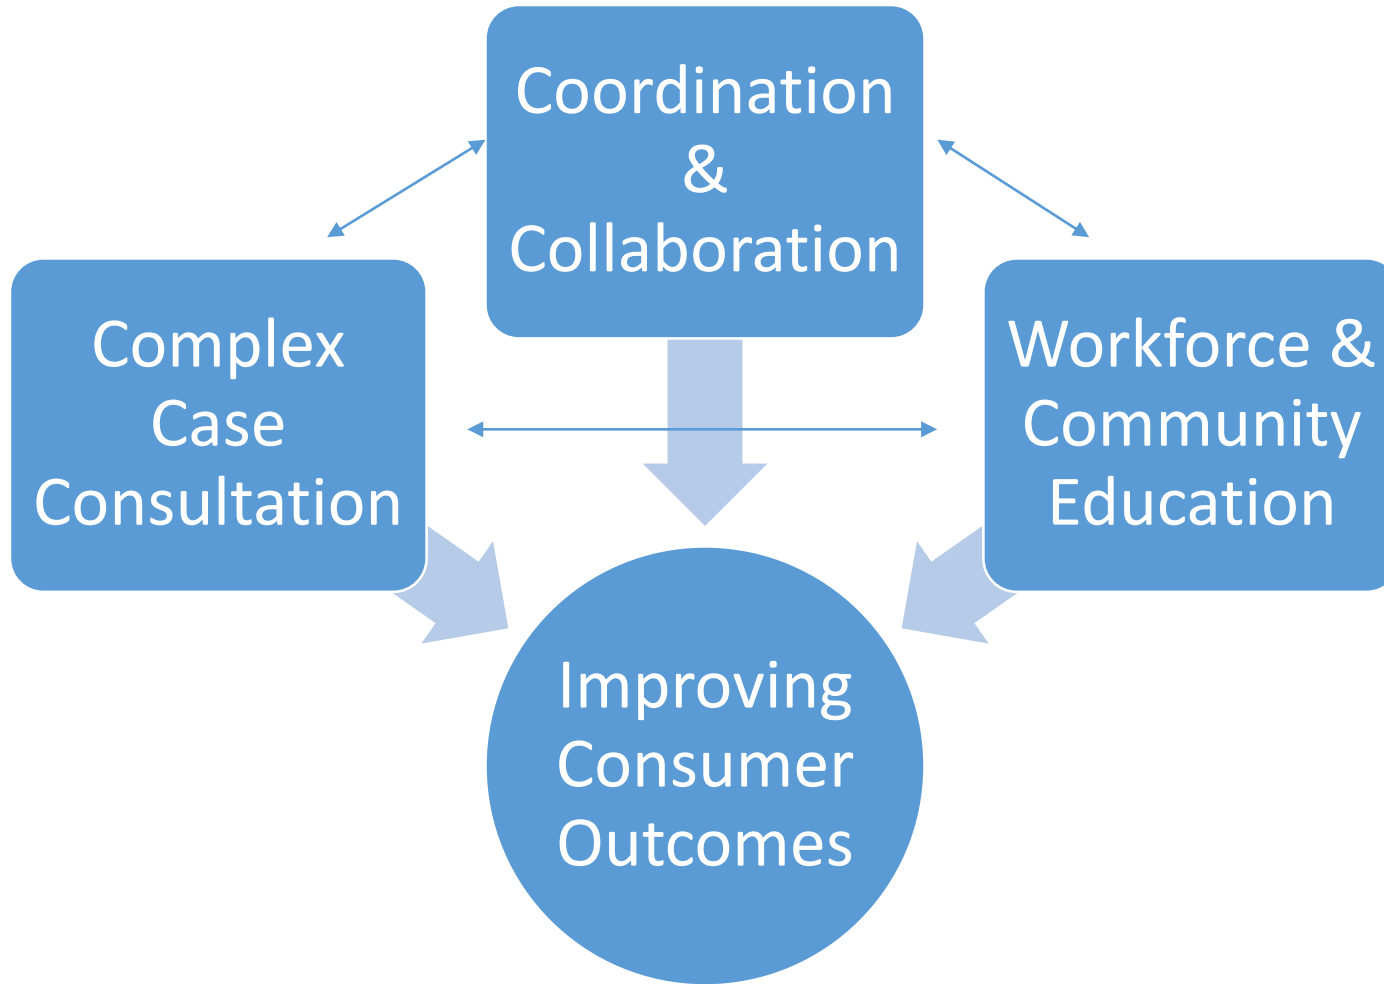 Coordination
&
Collaboration
Complex
Case
Consultation
Workforce &
Community
Education
Improving
Consumer
Outcomes